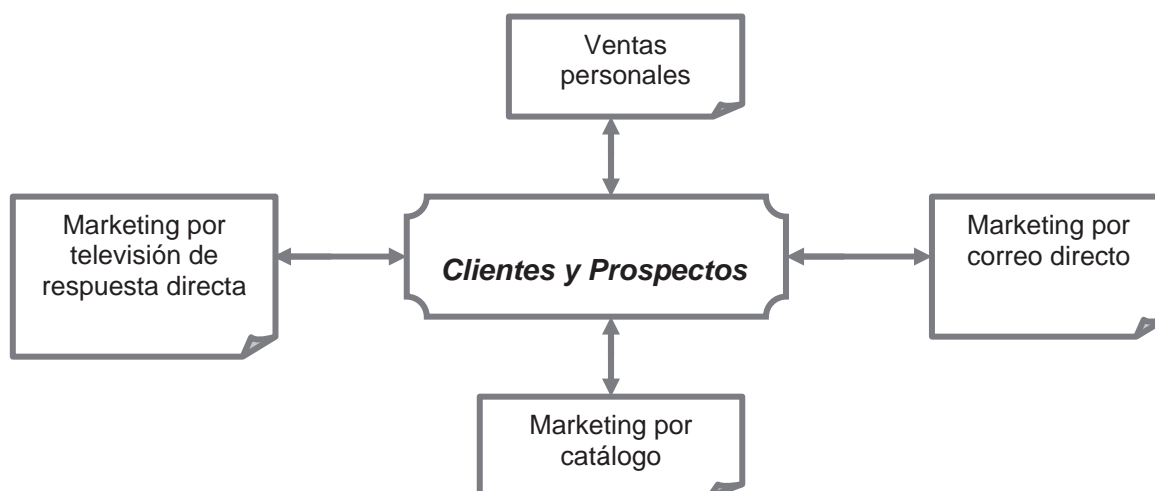 Ventas
personales
Marketing por
televisión de
respuesta directa
Clientes y Prospectos
Marketing por
correo directo
Marketing por
catálogo